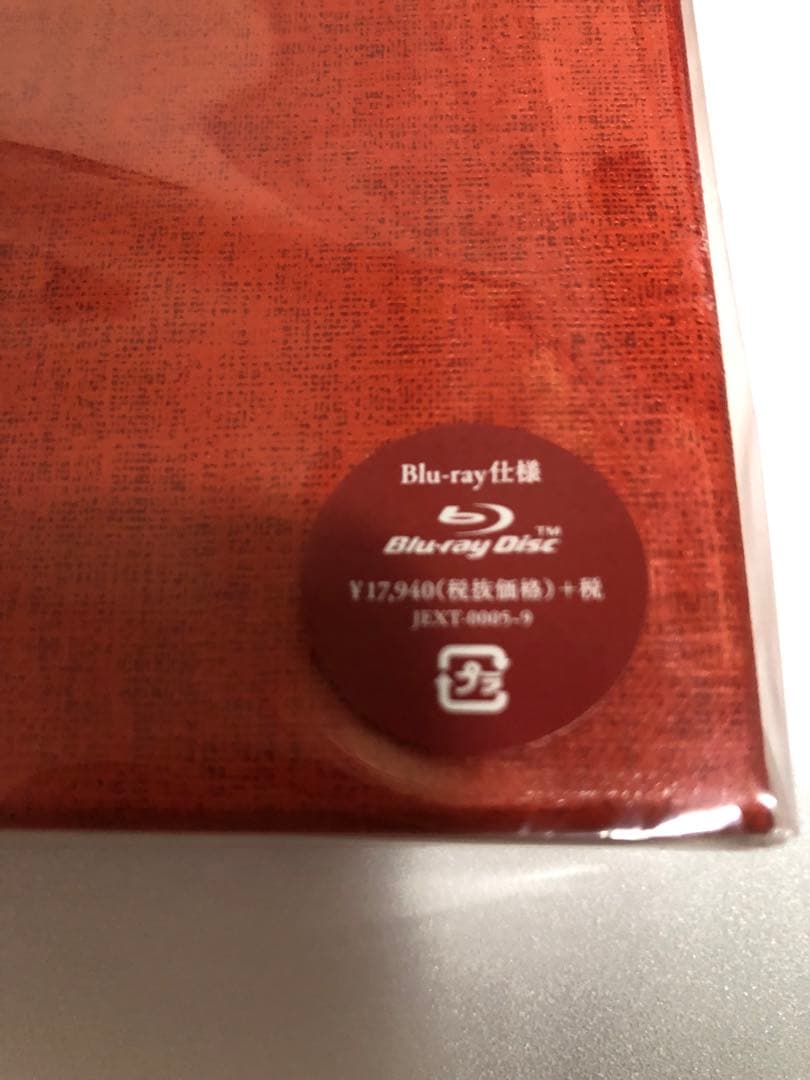 Blu-ray仕様
Blu-ray Disc™
¥17,940(税抜価格)+税
JEXT-0005~9
プラ